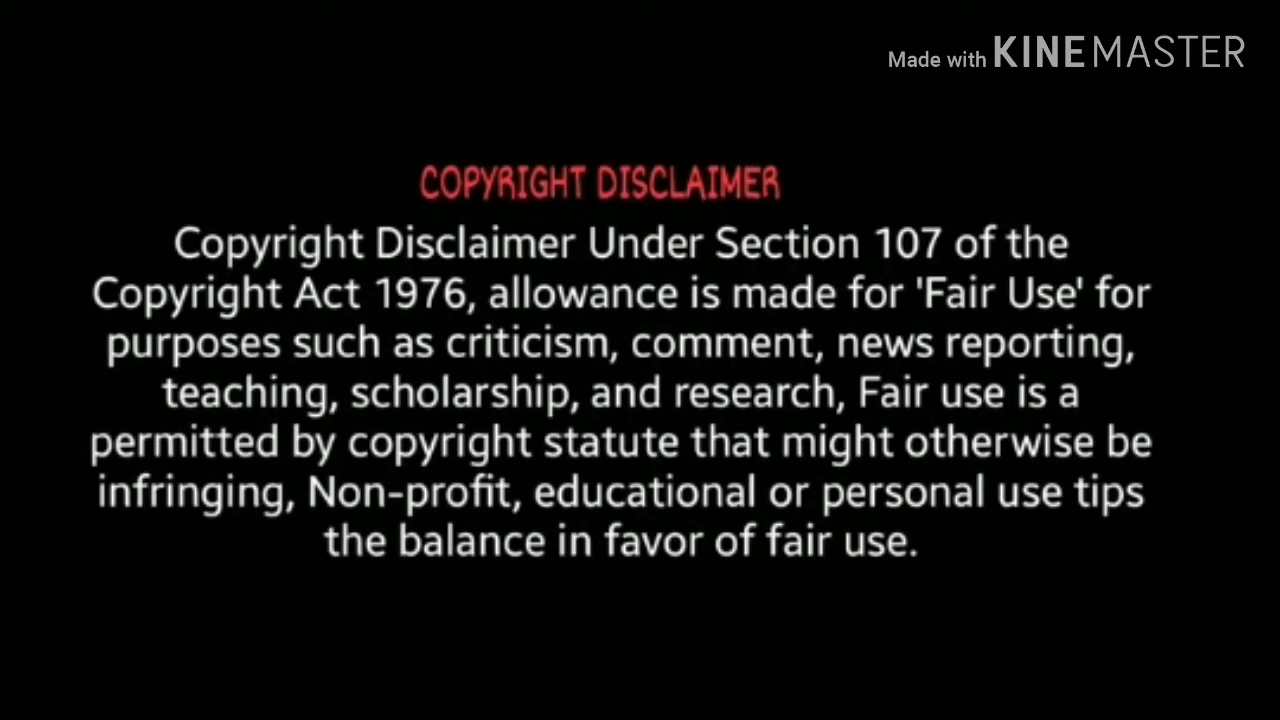 Made with KINEMASTER
COPYRIGHT DISCLAIMER
Copyright Disclaimer Under Section 107 of the
Copyright Act 1976, allowance is made for 'Fair Use' for
purposes such as criticism, comment, news reporting,
teaching, scholarship, and research, Fair use is a
permitted by copyright statute that might otherwise be
infringing, Non-profit, educational or personal use tips
the balance in favor of fair use.